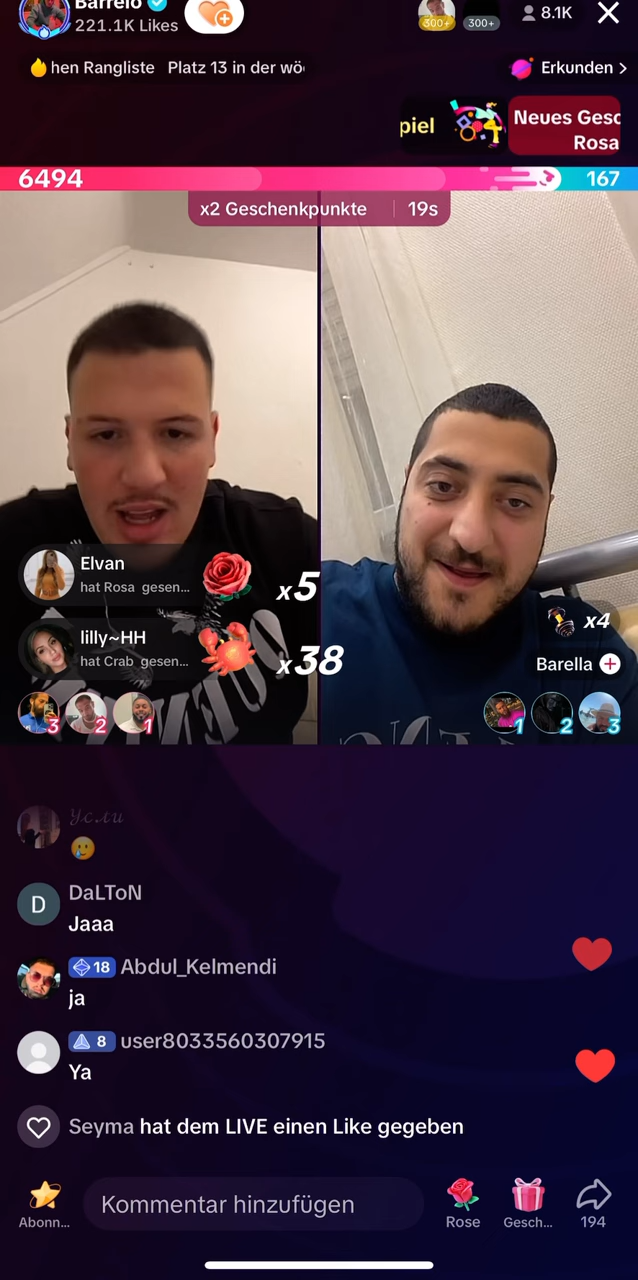 Barrelo
221.1K Likes
300+
300+
8.1K
hen Rangliste Platz 13 in der wö
Erkunden >
piel
Neues Gesc
Rosa
6494
167
x2 Geschenkpunkte | 19s
Elvan
hat Rosa gesen...
x5
lilly~HH
hat Crab gesen...
x38
x4
Barella
3
2
1
1
2
3
D
DaLToN
Jaaa
18 Abdul_Kelmendi
ja
8 user8033560307915
Ya
Seyma hat dem LIVE einen Like gegeben
Kommentar hinzufügen
Abonn...
Rose
Gesch...
194